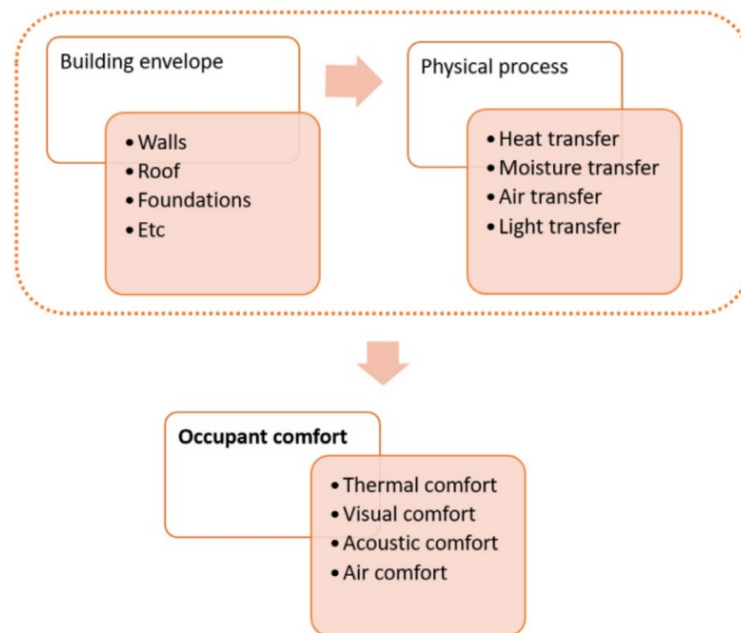 Building envelope
• Walls
• Roof
• Foundations
• Etc
Physical process
• Heat transfer
• Moisture transfer
• Air transfer
• Light transfer
Occupant comfort
• Thermal comfort
• Visual comfort
• Acoustic comfort
• Air comfort